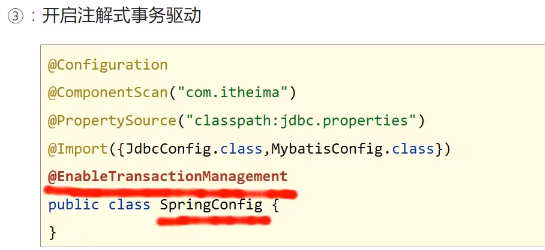 ③：开启注解式事务驱动
@Configuration
@ComponentScan("com.itheima")
@PropertySource("classpath:jdbc.properties")
@Import({JdbcConfig.class,MybatisConfig.class})
@EnableTransactionManagement
public class SpringConfig {
}